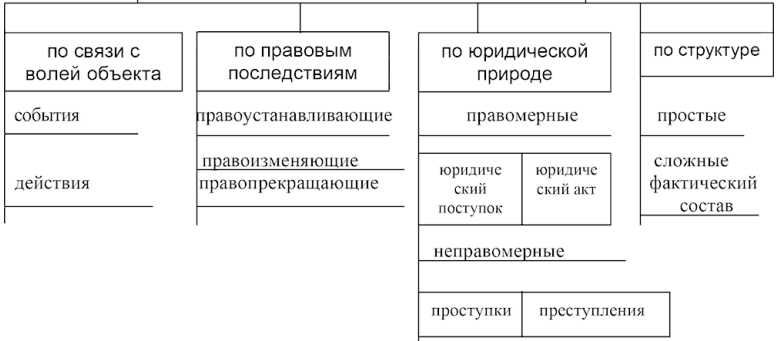 по связи с
волей объекта
события
действия
по правовым
последствиям
правоустанавливающие
правоизменяющие
правопрекращающие
по юридической
природе
правомерные
юридиче
ский
поступок
юридиче
ский акт
неправомерные
проступки
преступления
по структуре
простые
сложные
фактический
состав